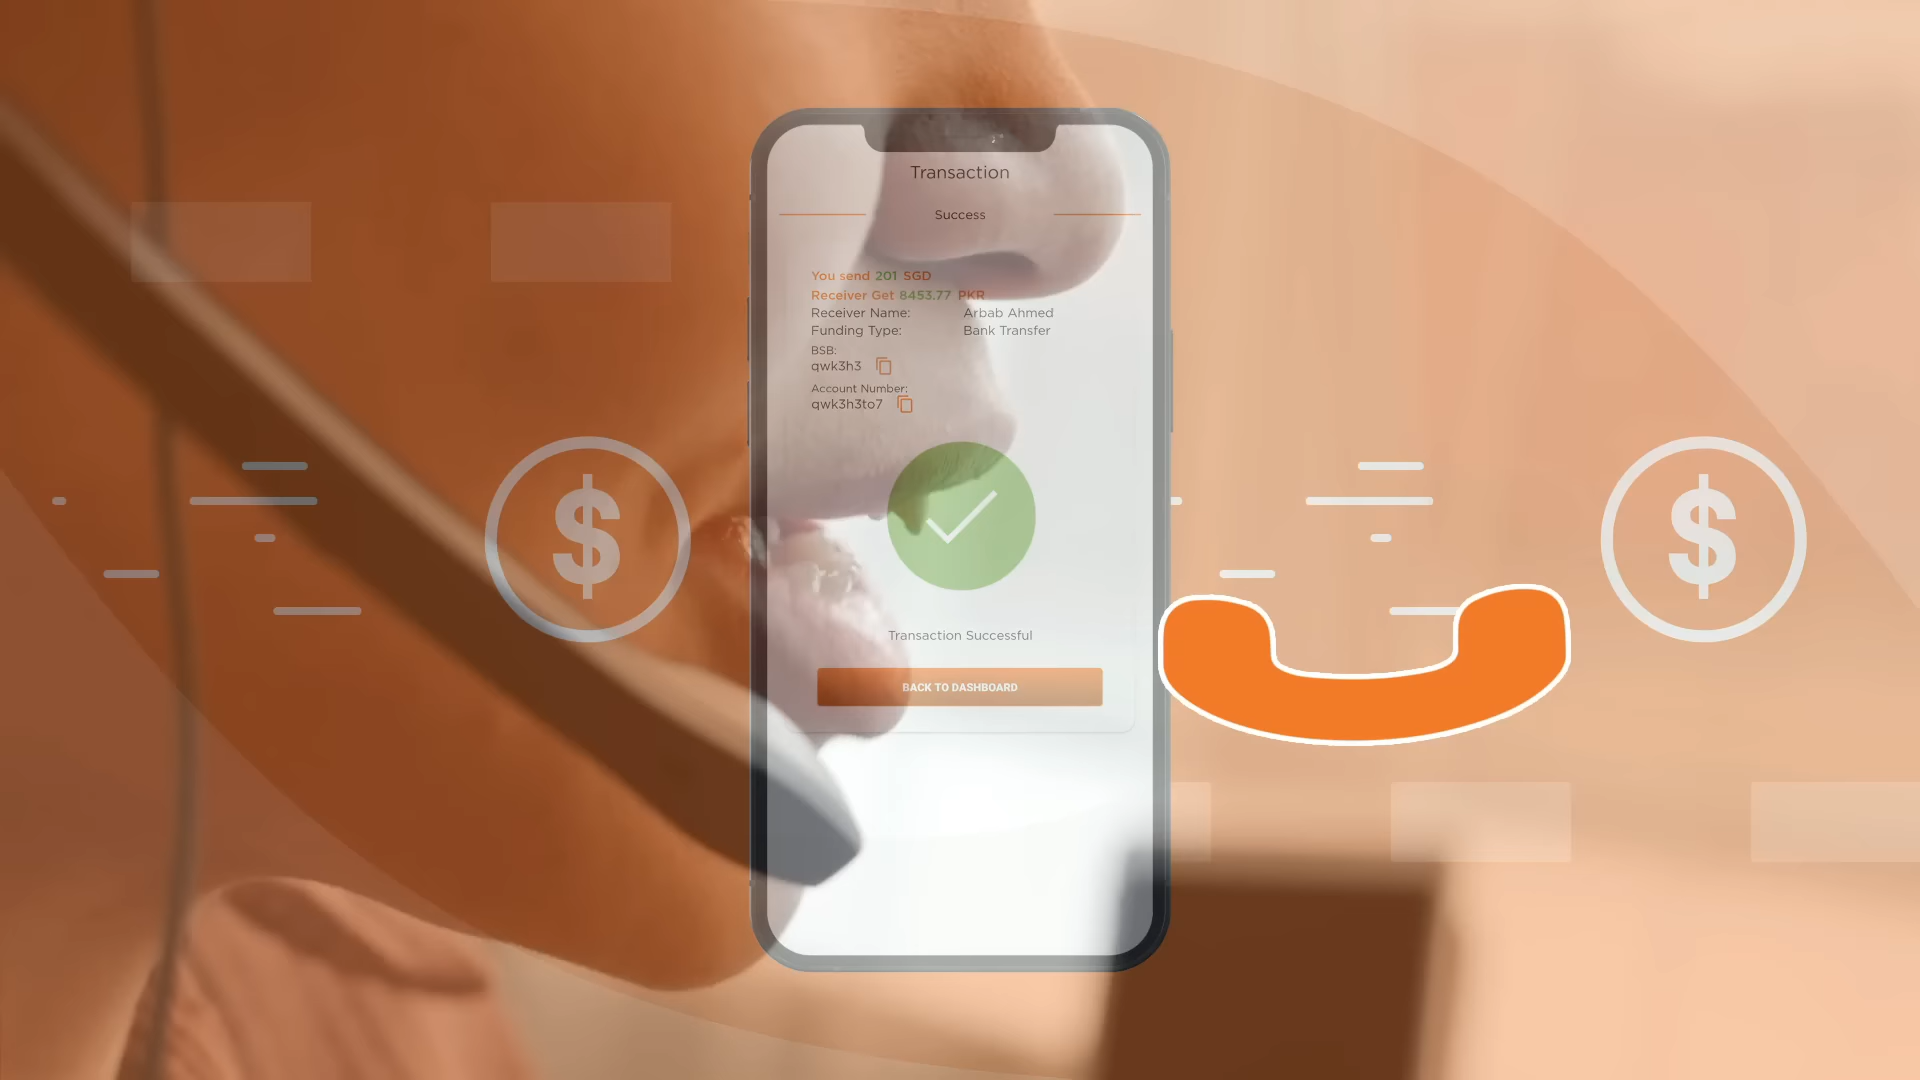 Transaction
Success
You send 201 SGD
Receiver Get 8453.77 PKR
Receiver Name: Arbab Ahmed
Funding Type: Bank Transfer
BSB:
qwk3h3
Account Number:
qwk3h3to7
$ $
Transaction Successful
BACK TO DASHBOARD